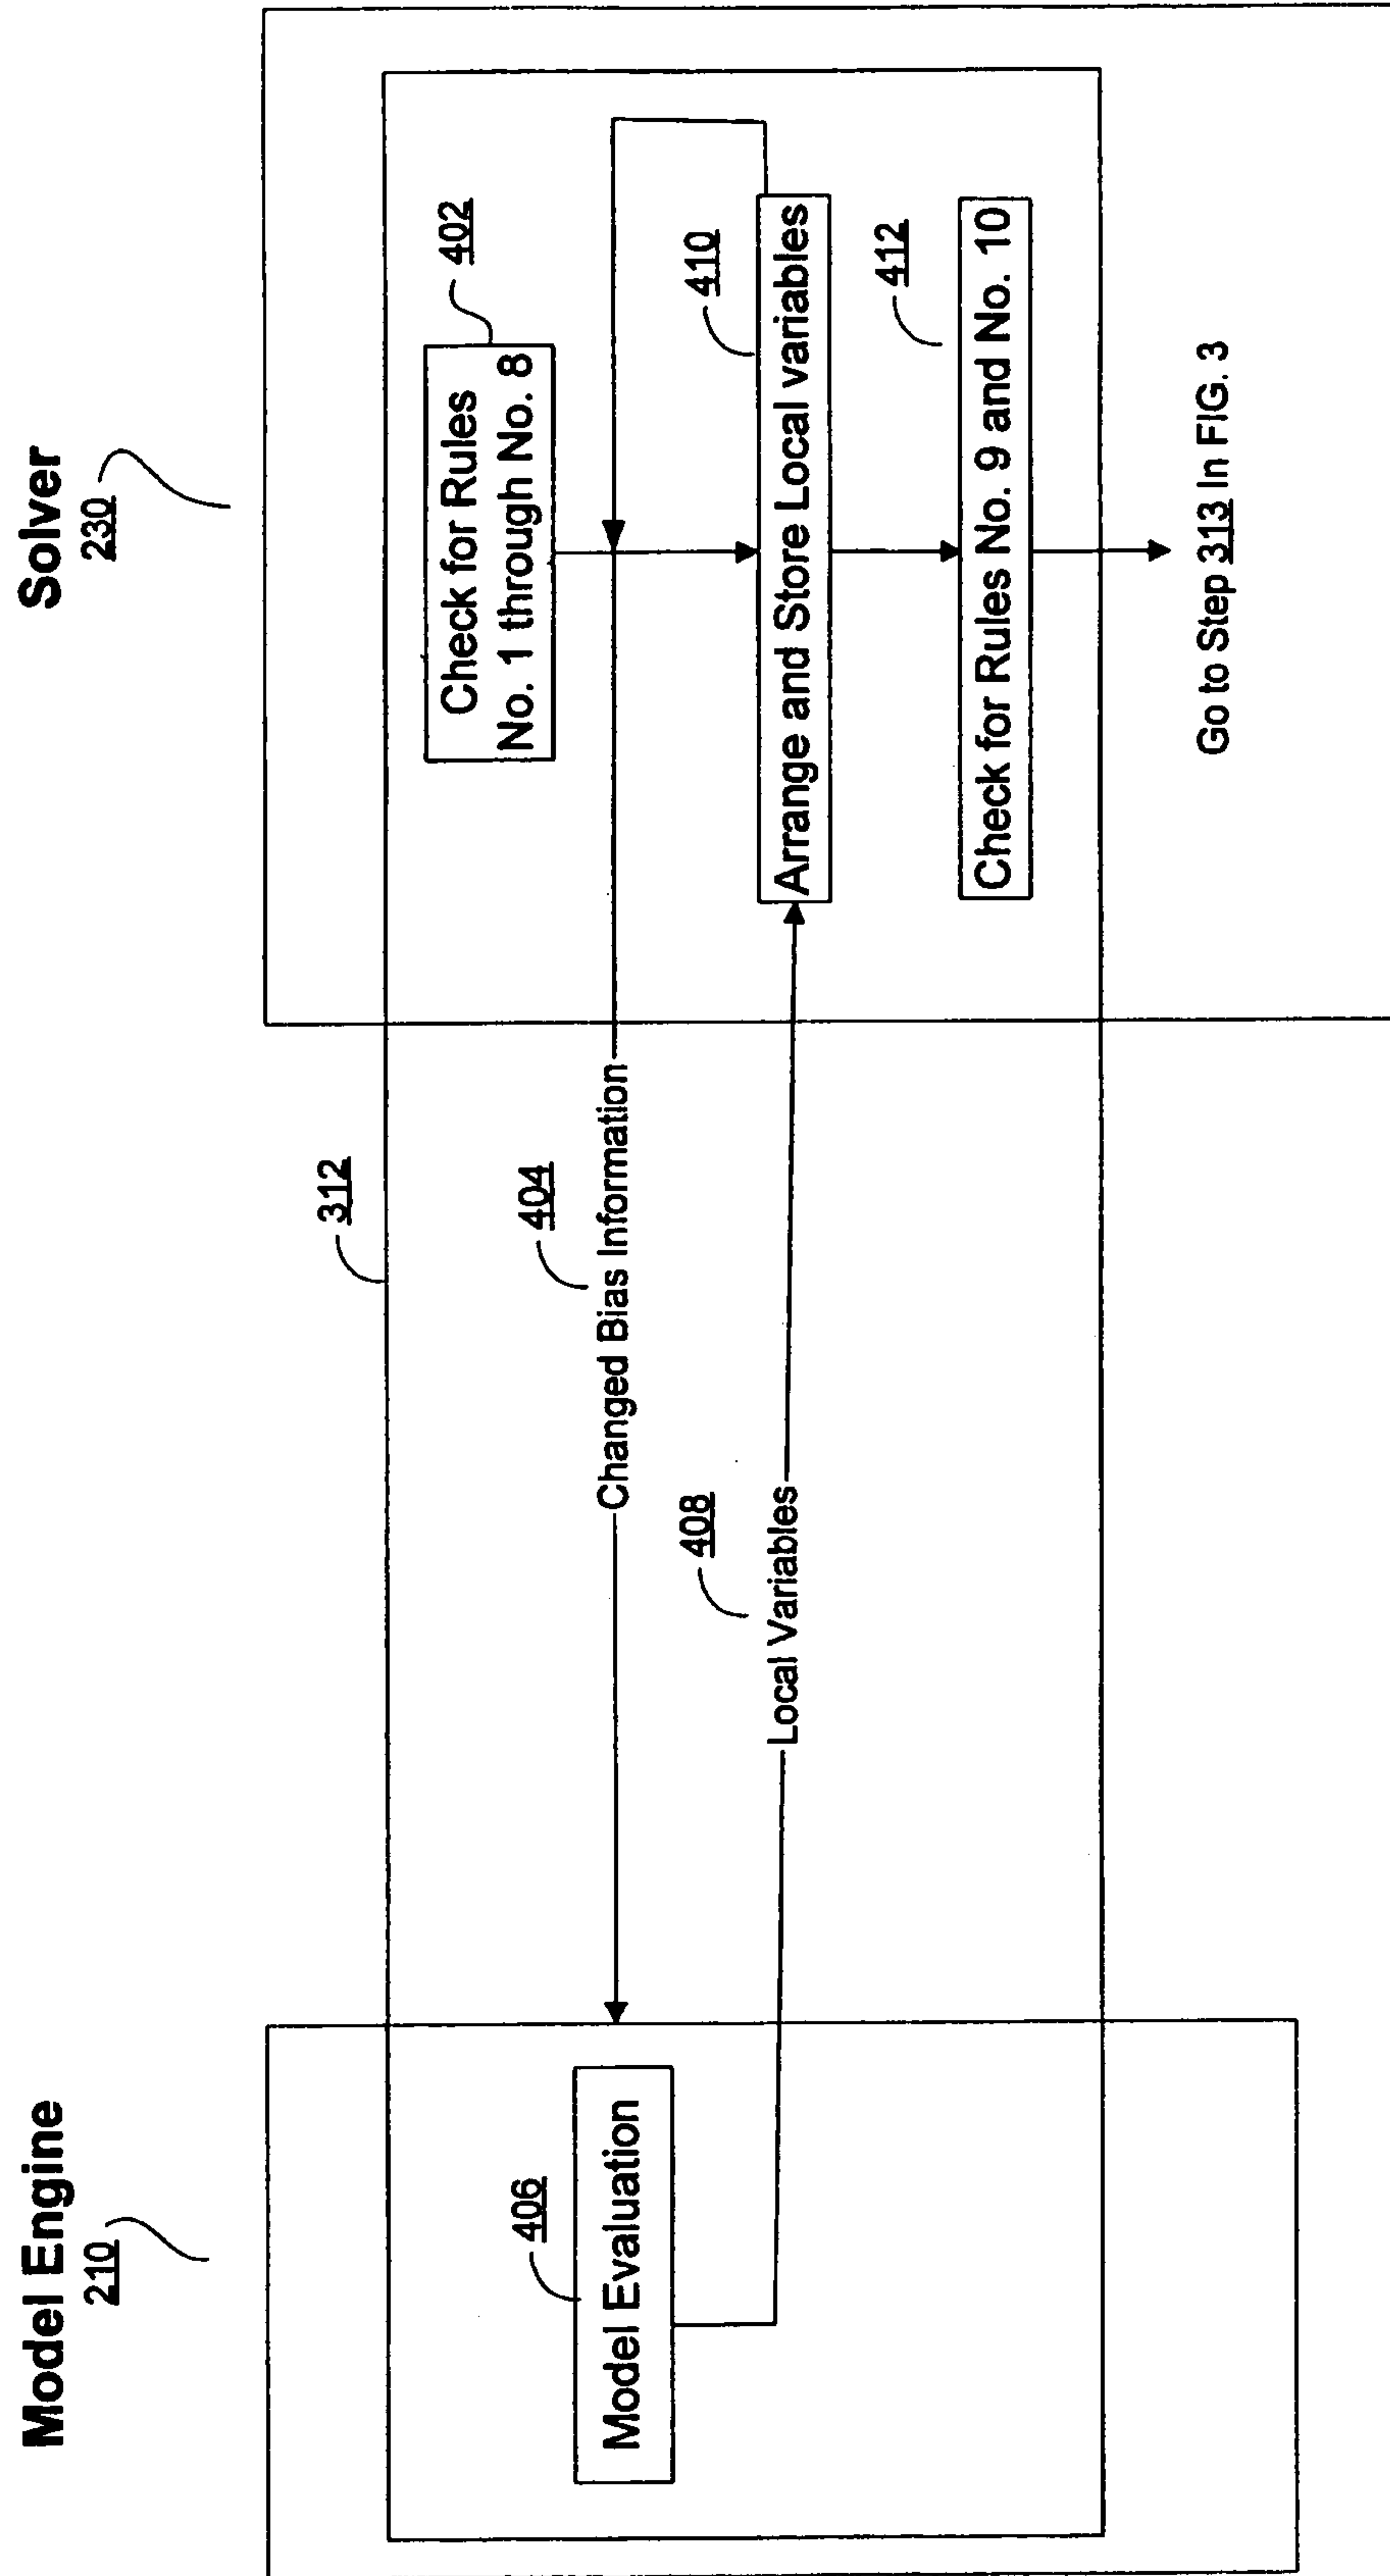 Model Engine
210
Solver
230
312
Check for Rules
No. 1 through No. 8
402
404
Changed Bias Information
406
Model Evaluation
408
Local Variables
410
Arrange and Store Local variables
412
Check for Rules No. 9 and No. 10
Go to Step 313 In FIG. 3